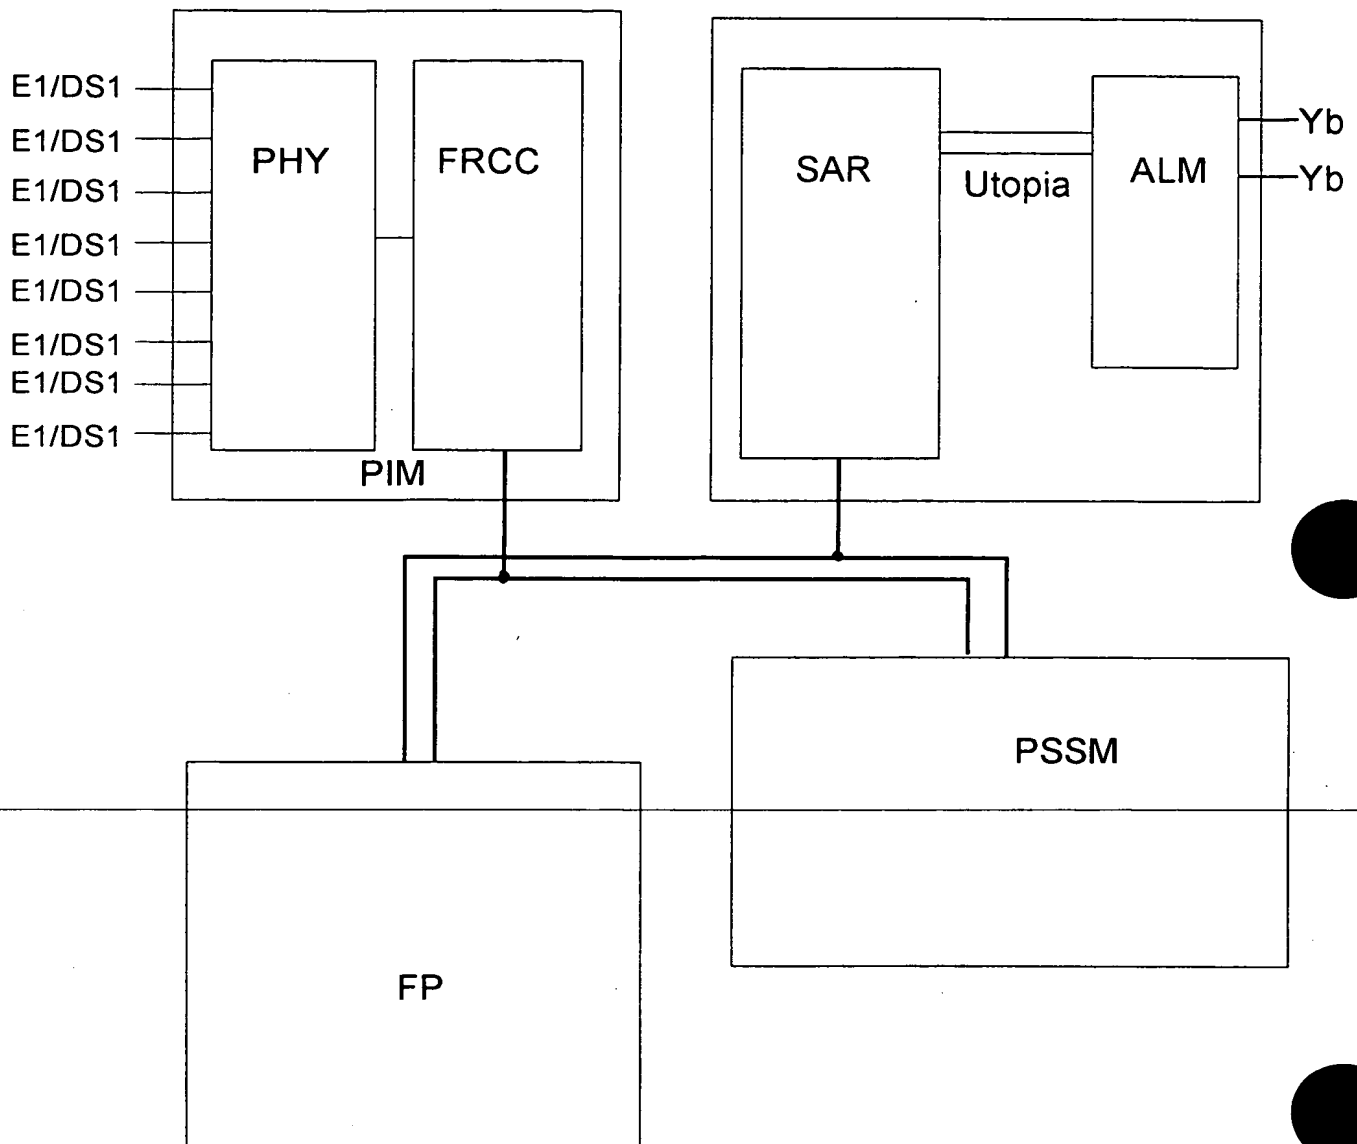 E1/DS1
E1/DS1
E1/DS1
E1/DS1
E1/DS1
E1/DS1
E1/DS1
E1/DS1
PHY
FRCC
PIM
SAR
Utopia
ALM
Yb
Yb
PSSM
FP